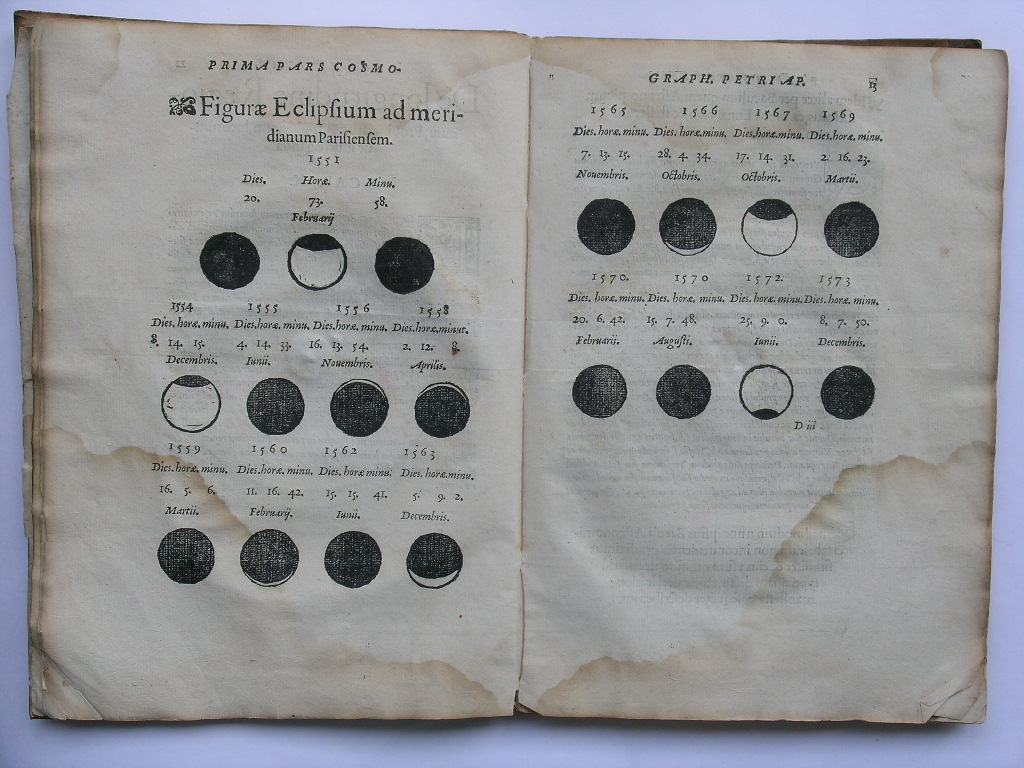 PRIMA PARS COSMO-
Figuræ Eclipſium ad meri-
dianum Pariſienſem.
1551
Dies. Horæ. Minu.
20. 73. 58.
Februarij
1554 1555 1556 1558
Dies. horæ. minu. Dies. horæ. minu. Dies. horæ. minu. Dies. horæ. minut.
8. 14. 15. 4. 14. 33. 16. 13. 54. 2. 12. 8.
Decembris. Iunii. Nouembris. Aprilis.
1559 1560 1562 1563
Dies. horæ. minu. Dies. horæ. minu. Dies. horæ. minu. Dies. horæ. minu.
16. 5. 6. 11. 16. 42. 15. 15. 41. 5. 9. 2.
Martii. Februarij. Iunii. Decembris.
GRAPH. PETRI AP.
1565 1566 1567 1569
Dies. horæ. minu. Dies. horæ. minu. Dies. horæ. minu. Dies. horæ. minu.
7. 13. 15. 28. 4. 34. 17. 14. 31. 2. 16. 23.
Nouembris. Octobris. Octobris. Martii.
1570. 1570 1572. 1573
Dies. horæ. minu. Dies. horæ. minu. Dies. horæ. minu. Dies. horæ. minu.
20. 6. 42. 15. 7. 48. 25. 9. 0. 8. 7. 50.
Februarii. Auguſti. Iunii. Decembris.
D iii